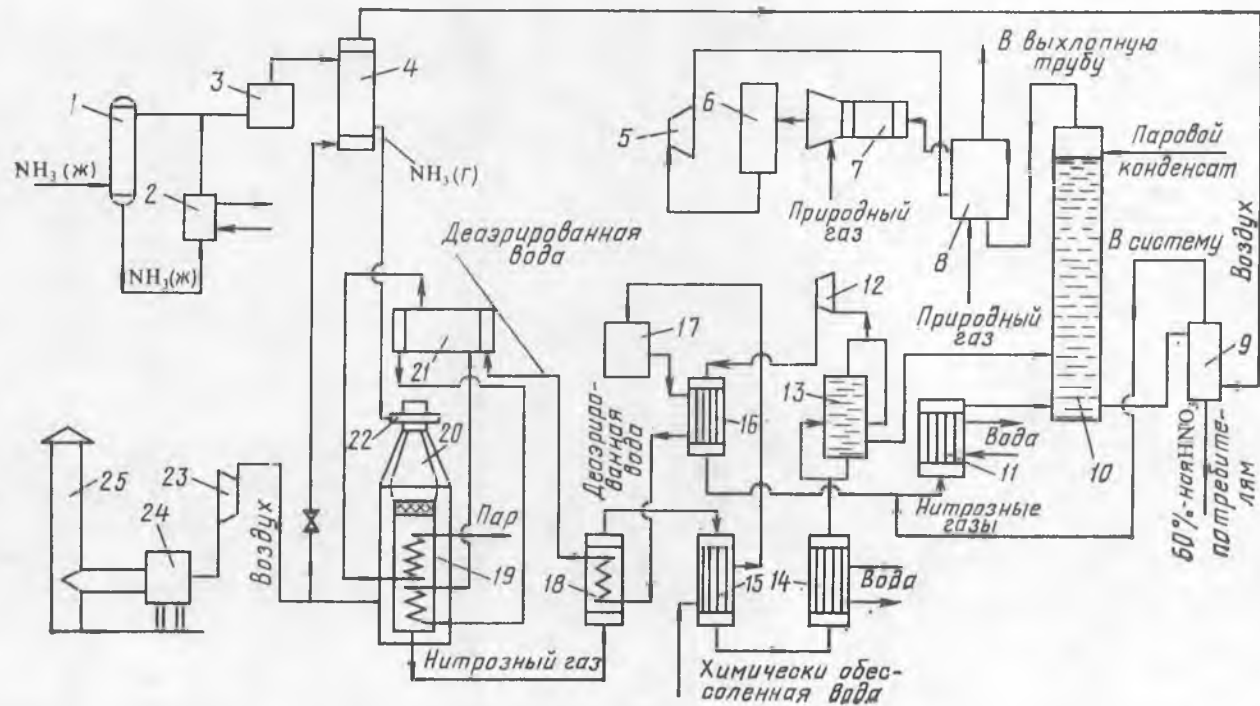 В выхлопную
трубу
1
2
3
4
5
6
7
8
NH₃(ж)
NH₃(г)
NH₃(ж)
Паровой
конденсат
Природный
газ
Деаэрированная
вода
В систему
Воздух
Природный
газ
9
10
11
12
13
14
15
16
17
18
19
20
21
22
23
24
25
Деаэриро-
ванная
вода
Вода
Нитрозные
газы
60%-ная HNO₃
потребите-
лям
Воздух
Пар
Вода
Нитрозный газ
Химически обес-
соленная вода